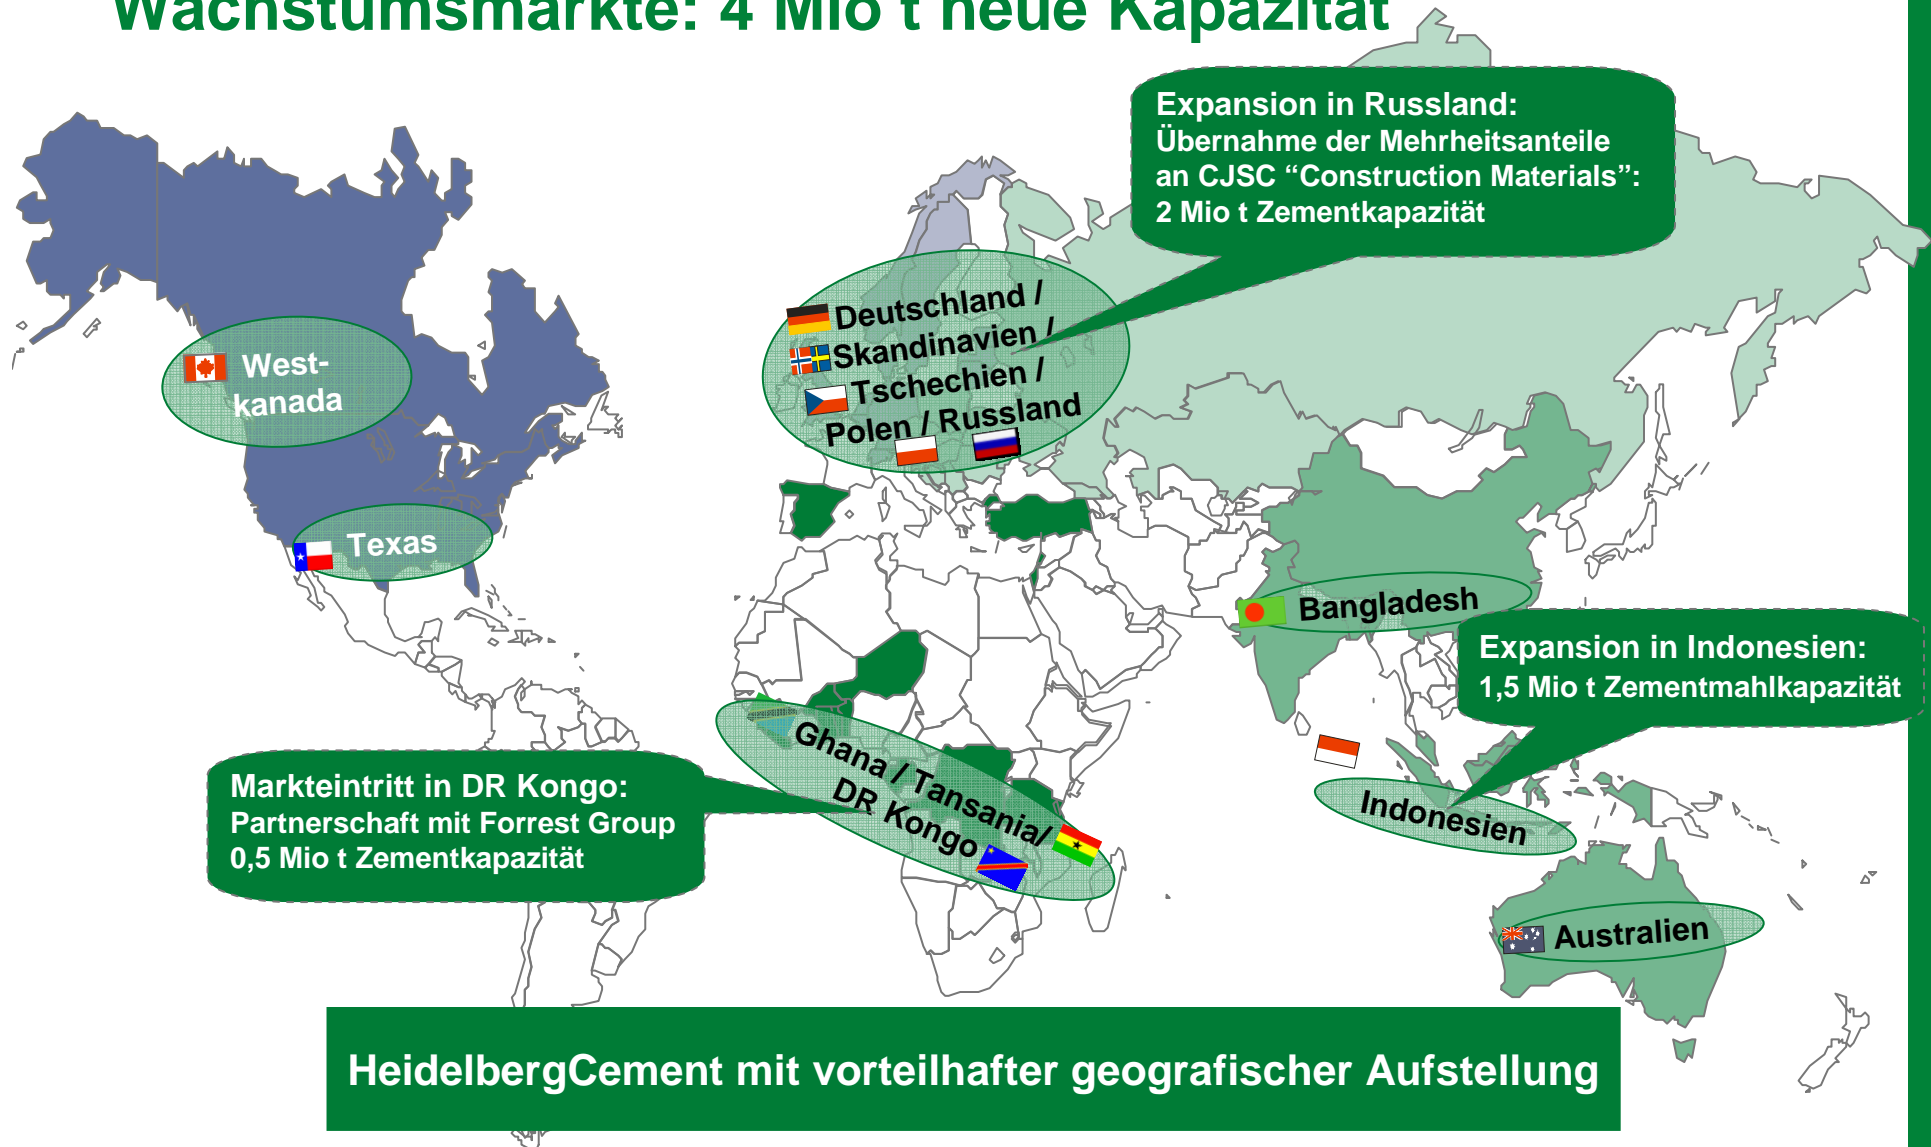 Wachstumsmärkte: 4 Mio t neue Kapazität
Expansion in Russland:
Übernahme der Mehrheitsanteile
an CJSC “Construction Materials”:
2 Mio t Zementkapazität
Deutschland /
Skandinavien /
Tschechien /
Polen / Russland
West-
kanada
Texas
Bangladesh
Expansion in Indonesien:
1,5 Mio t Zementmahlkapazität
Ghana / Tansania/
DR Kongo
Markteintritt in DR Kongo:
Partnerschaft mit Forrest Group
0,5 Mio t Zementkapazität
Indonesien
Australien
HeidelbergCement mit vorteilhafter geografischer Aufstellung